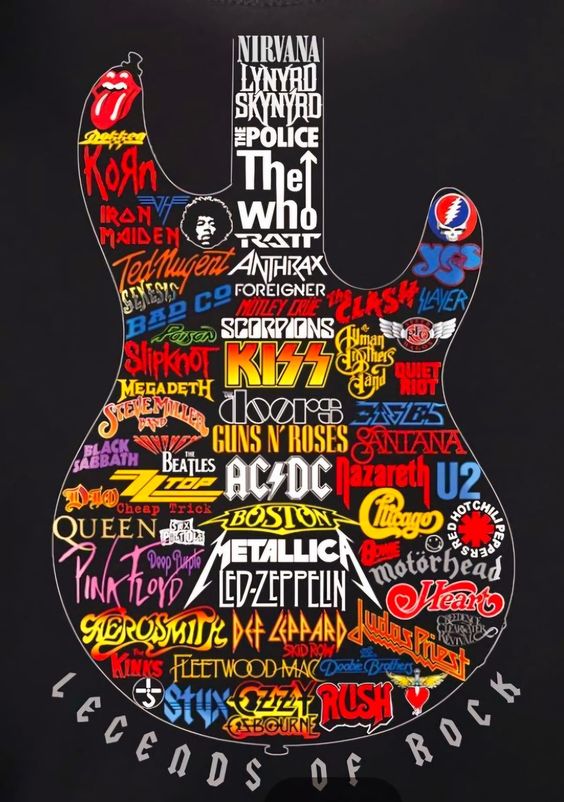 NIRVANA
LYNYRD
SKYNYRD
THE POLICE
The
who
RATT
Dokken
KoRn
IRON
MAIDEN
VH
Ted Nugent
ANTHRAX
YES
GENESIS
BAD CO
FOREIGNER
MÖTLEY CRÜE
THE CLASH
SLAYER
Poison
SCORPIONS
The Allman
Brothers
Band
REO
SLIPKNOT
KISS
QUIET
RIOT
MEGADETH
STEVE MILLER
BAND
THE doors
EAGLES
GUNS N' ROSES
SANTANA
BLACK
SABBATH
JOURNEY
THE
BEATLES
AC/DC
Nazareth
U2
ZZ TOP
DIO
Cheap Trick
BOSTON
Chicago
RED HOT CHILI PEPPERS
QUEEN
SEX
PISTOLS
BOWIE
PINK FLOYD
Deep Purple
METALLICA
motörhead
LED-ZEPPELIN
Heart
CREEDENCE
CLEARWATER
REVIVAL
AEROSMITH
DEF LEPPARD
Judas Priest
SKID ROW
THE
KINKS
FLEETWOOD MAC
The Doobie Brothers
STYX
OZZY
OSBOURNE
RUSH
LEGENDS OF ROCK